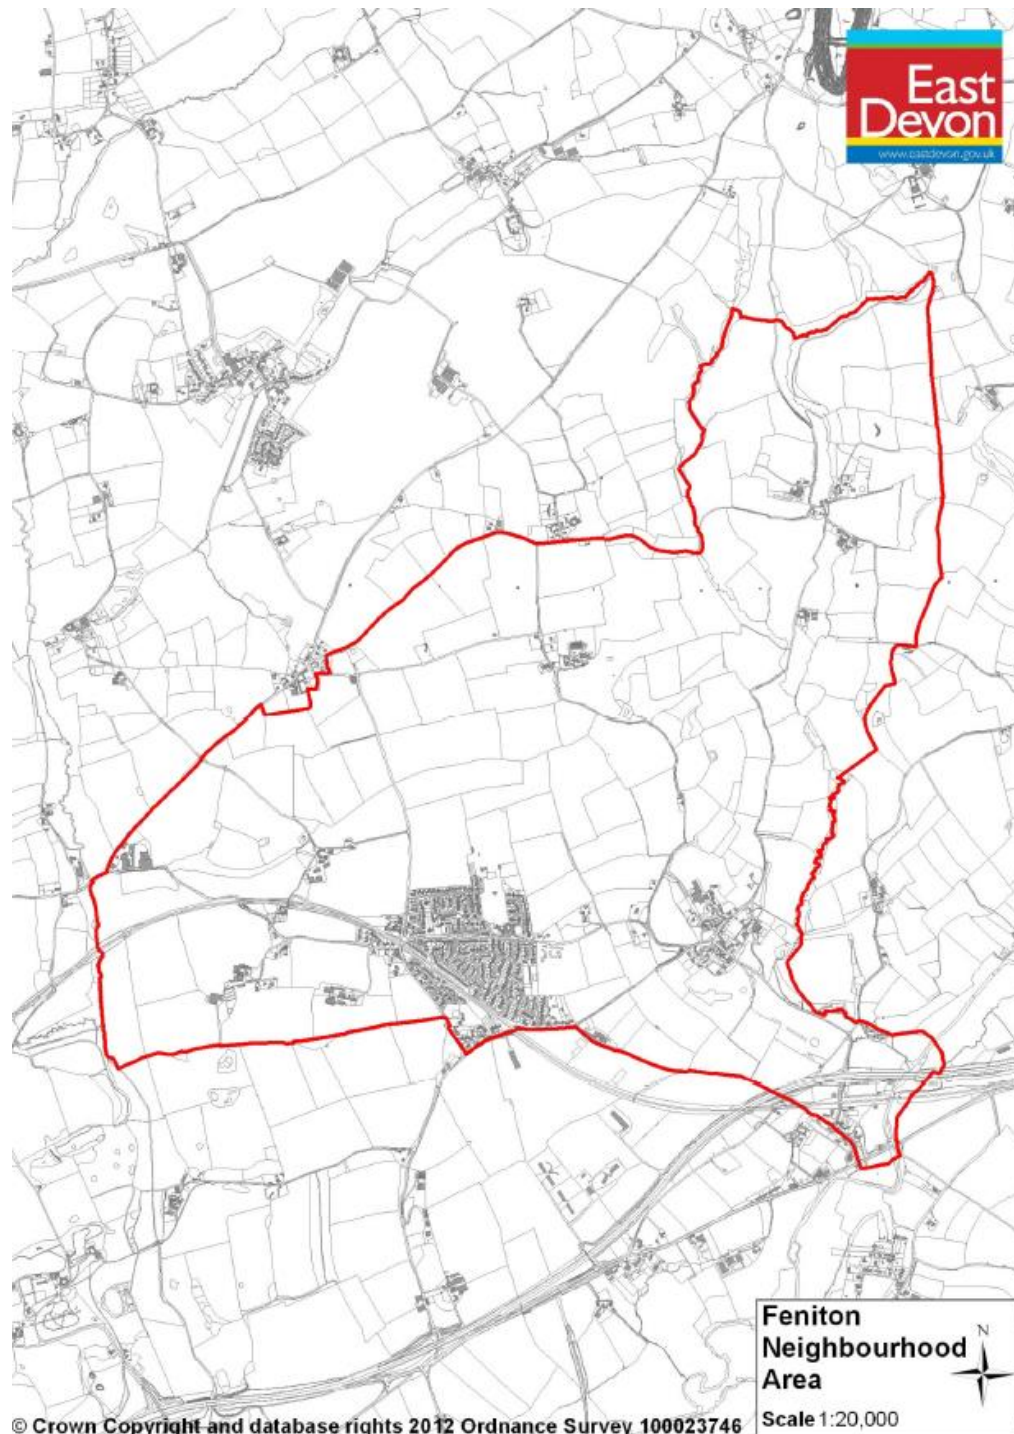 East
Devon
www.eastdevon.gov.uk
Feniton
Neighbourhood
Area
N
Scale 1:20,000
© Crown Copyright and database rights 2012 Ordnance Survey 100023746